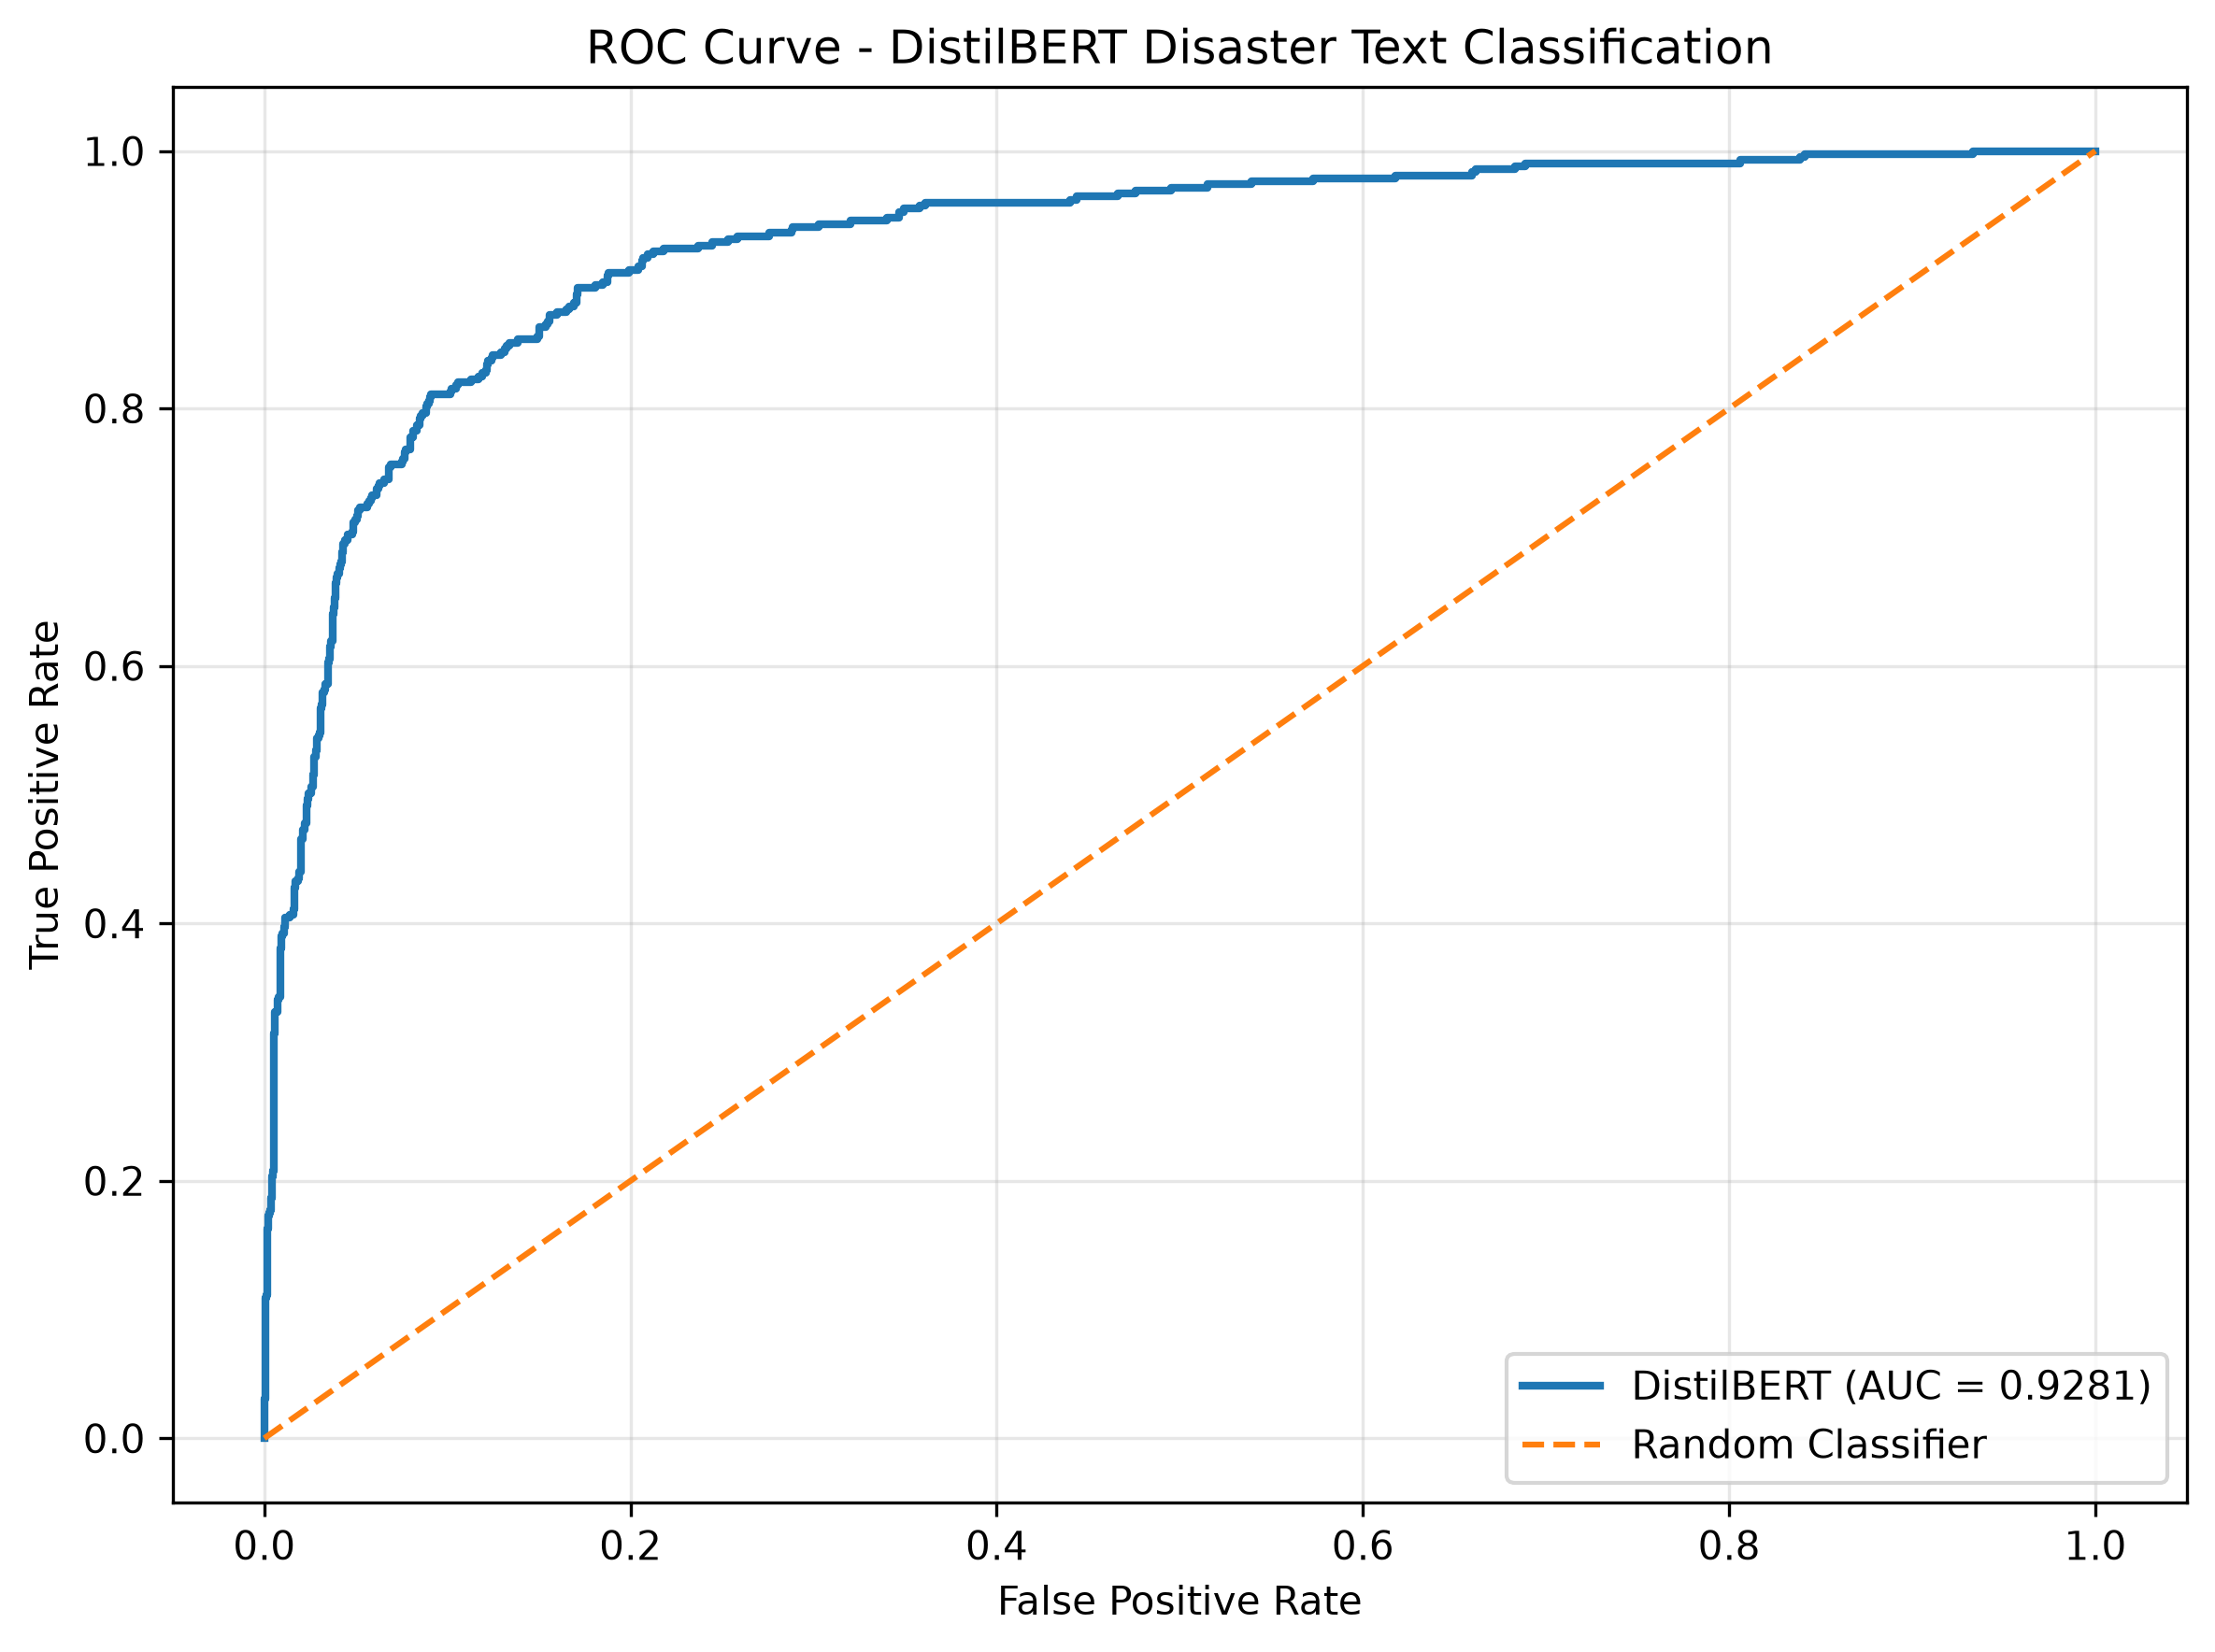 ROC Curve - DistilBERT Disaster Text Classification
1.0
0.8
0.6
0.4
0.2
0.0
True Positive Rate
0.0 0.2 0.4 0.6 0.8 1.0
False Positive Rate
DistilBERT (AUC = 0.9281)
Random Classifier